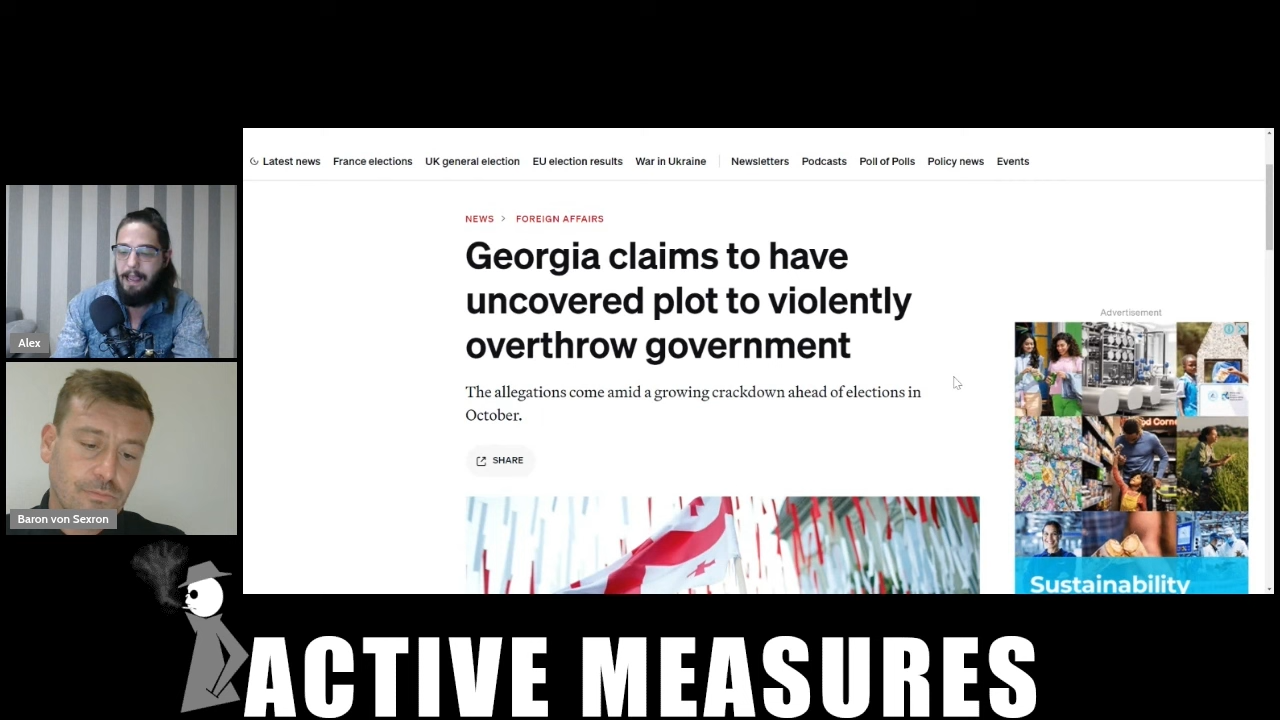 Latest news France elections UK general election EU election results War in Ukraine Newsletters Podcasts Poll of Polls Policy news Events
NEWS > FOREIGN AFFAIRS
Georgia claims to have
uncovered plot to violently
overthrow government
The allegations come amid a growing crackdown ahead of elections in
October.
SHARE
Advertisement
Sustainability
Alex
Baron von Sexron
ACTIVE MEASURES